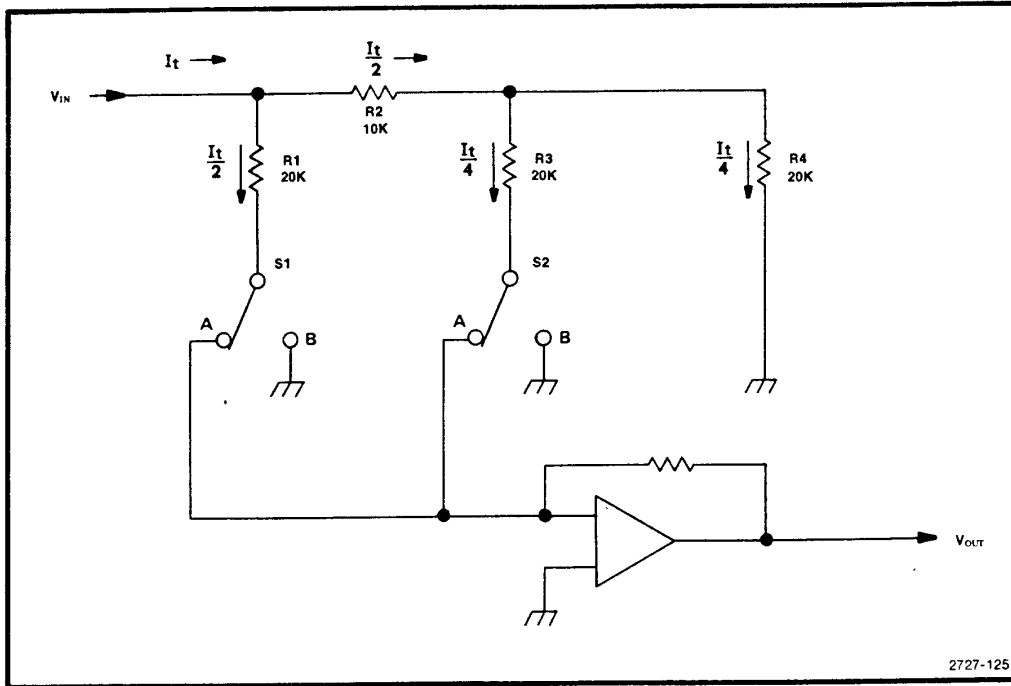 It
It/2
VIN
R2
10K
It/2
R1
20K
It/4
R3
20K
It/4
R4
20K
S1
S2
A
B
A
B
VOUT
2727-125